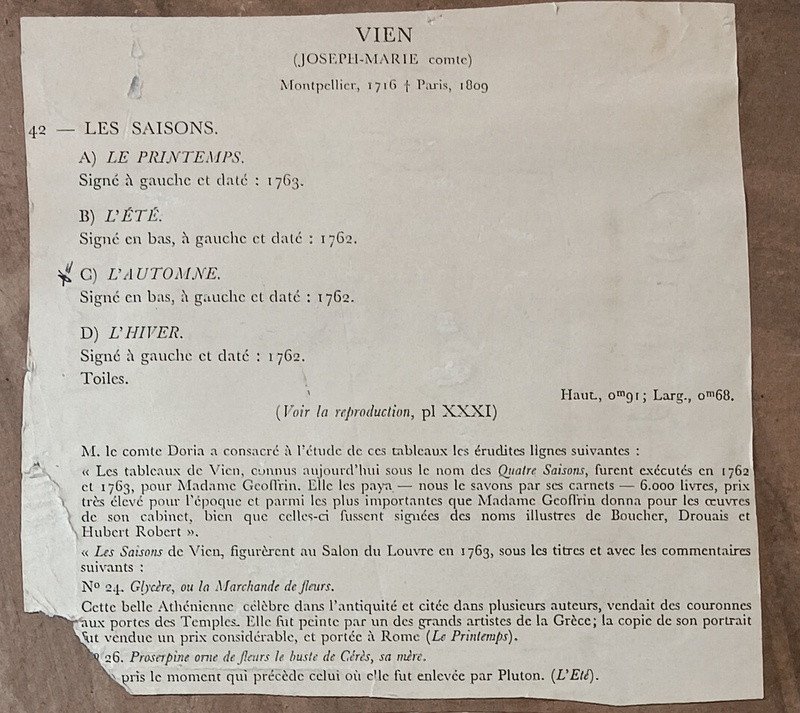 VIEN
(JOSEPH-MARIE comte)
Montpellier, 1716 † Paris, 1809
42 — LES SAISONS.
A) LE PRINTEMPS.
Signé à gauche et daté : 1763.
B) L'ÉTÉ.
Signé en bas, à gauche et daté : 1762.
C) L'AUTOMNE.
Signé en bas, à gauche et daté : 1762.
D) L'HIVER.
Signé à gauche et daté : 1762.
Toiles.
Haut., 0m91 ; Larg., 0m68.
(Voir la reproduction, pl XXXI)
M. le comte Doria a consacré à l'étude de ces tableaux les érudites lignes suivantes :
« Les tableaux de Vien, connus aujourd'hui sous le nom des Quatre Saisons, furent exécutés en 1762
et 1763, pour Madame Geoffrin. Elle les paya — nous le savons par ses carnets — 6.000 livres, prix
très élevé pour l'époque et parmi les plus importantes que Madame Geoffrin donna pour les œuvres
de son cabinet, bien que celles-ci fussent signées des noms illustres de Boucher, Drouais et
Hubert Robert ».
« Les Saisons de Vien, figurèrent au Salon du Louvre en 1763, sous les titres et avec les commentaires
suivants :
Nº 24. Glycère, ou la Marchande de fleurs.
Cette belle Athénienne célèbre dans l'antiquité et citée dans plusieurs auteurs, vendait des couronnes
aux portes des Temples. Elle fut peinte par un des grands artistes de la Grèce ; la copie de son portrait
fut vendue un prix considérable, et portée à Rome (Le Printemps).
º 26. Proserpine orne de fleurs le buste de Cérès, sa mère.
pris le moment qui précède celui où elle fut enlevée par Pluton. (L'Eté).